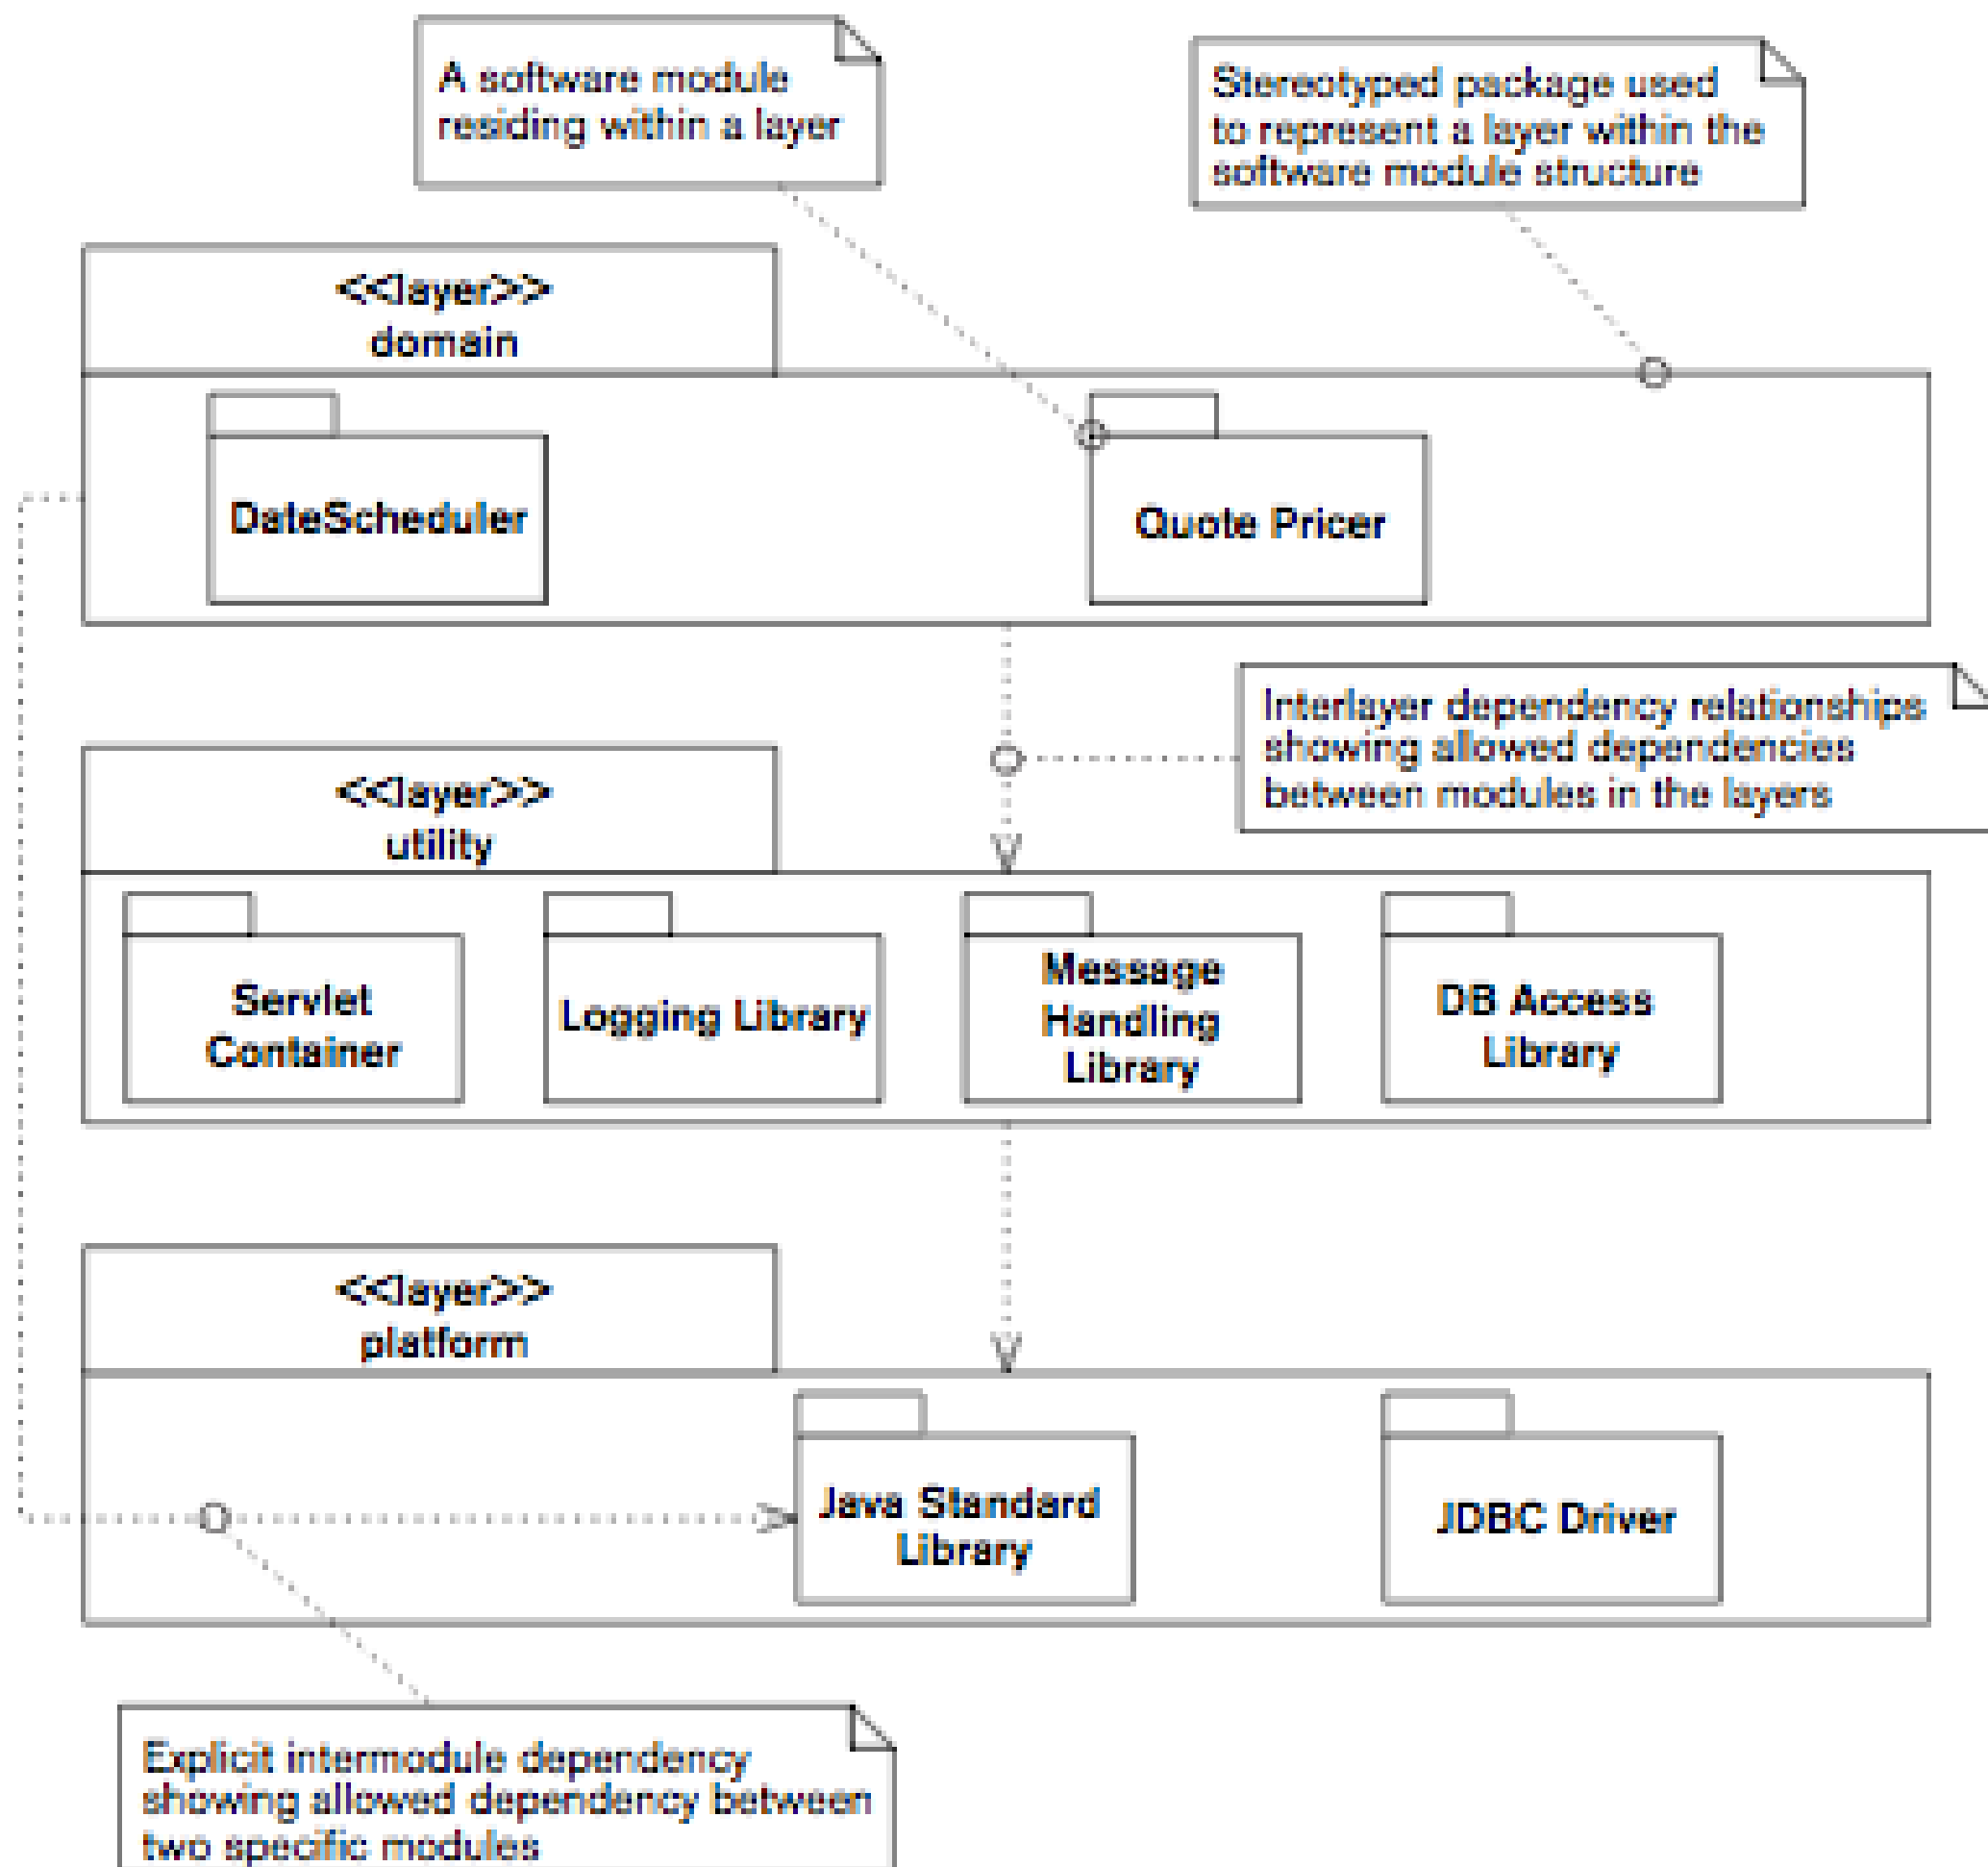 A software module
residing within a layer
Stereotyped package used
to represent a layer within the
software module structure
<<layer>>
domain
DateScheduler
Quote Pricer
Interlayer dependency relationships
showing allowed dependencies
between modules in the layers
<<layer>>
utility
Servlet
Container
Logging Library
Message
Handling
Library
DB Access
Library
<<layer>>
platform
Java Standard
Library
JDBC Driver
Explicit intermodule dependency
showing allowed dependency between
two specific modules